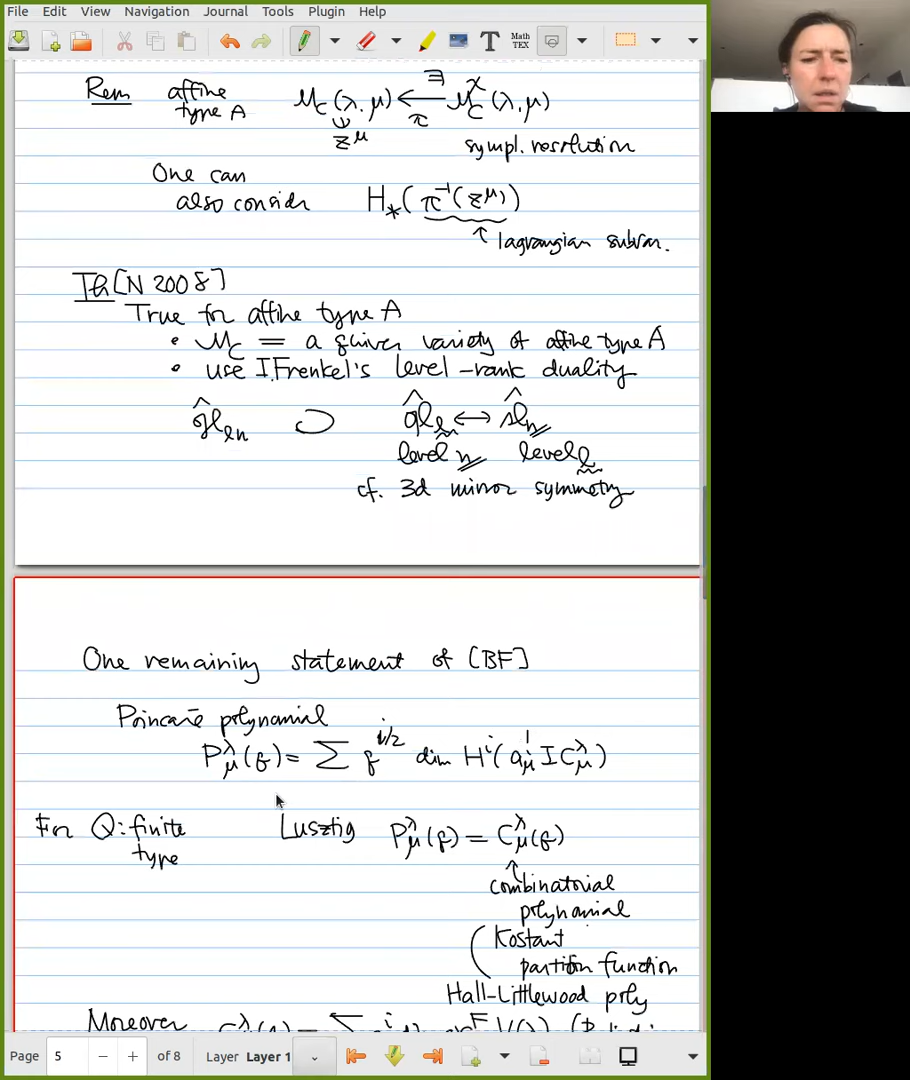 File Edit View Navigation Journal Tools Plugin Help
Math
TEX
Rem affine type A M_C(λ,μ) ←∃ π M_C^χ(λ,μ)
z^μ
sympl. resolution
One can also consider H_*(π^{-1}(z^μ))
↑ lagrangian subvar.
Th [N 2008]
True for affine type A
• M_C = a quiver variety of affine type A
• use I.Frenkel's level-rank duality
ĝl_{ln} ⊃ ĝl_l ↔ ŝl_n
level n level l
cf. 3d mirror symmetry
One remaining statement of [BF]
Poincaré polynomial
P^λ_μ(q) = Σ q^{i/2} dim H^i(a^!_μ IC^λ_μ)
For Q: finite type Lusztig P^λ_μ(q) = C^λ_μ(q)
combinatorial
polynomial
(Kostant
partition function
Hall-Littlewood poly
Moreover
Page 5 − + of 8 Layer Layer 1